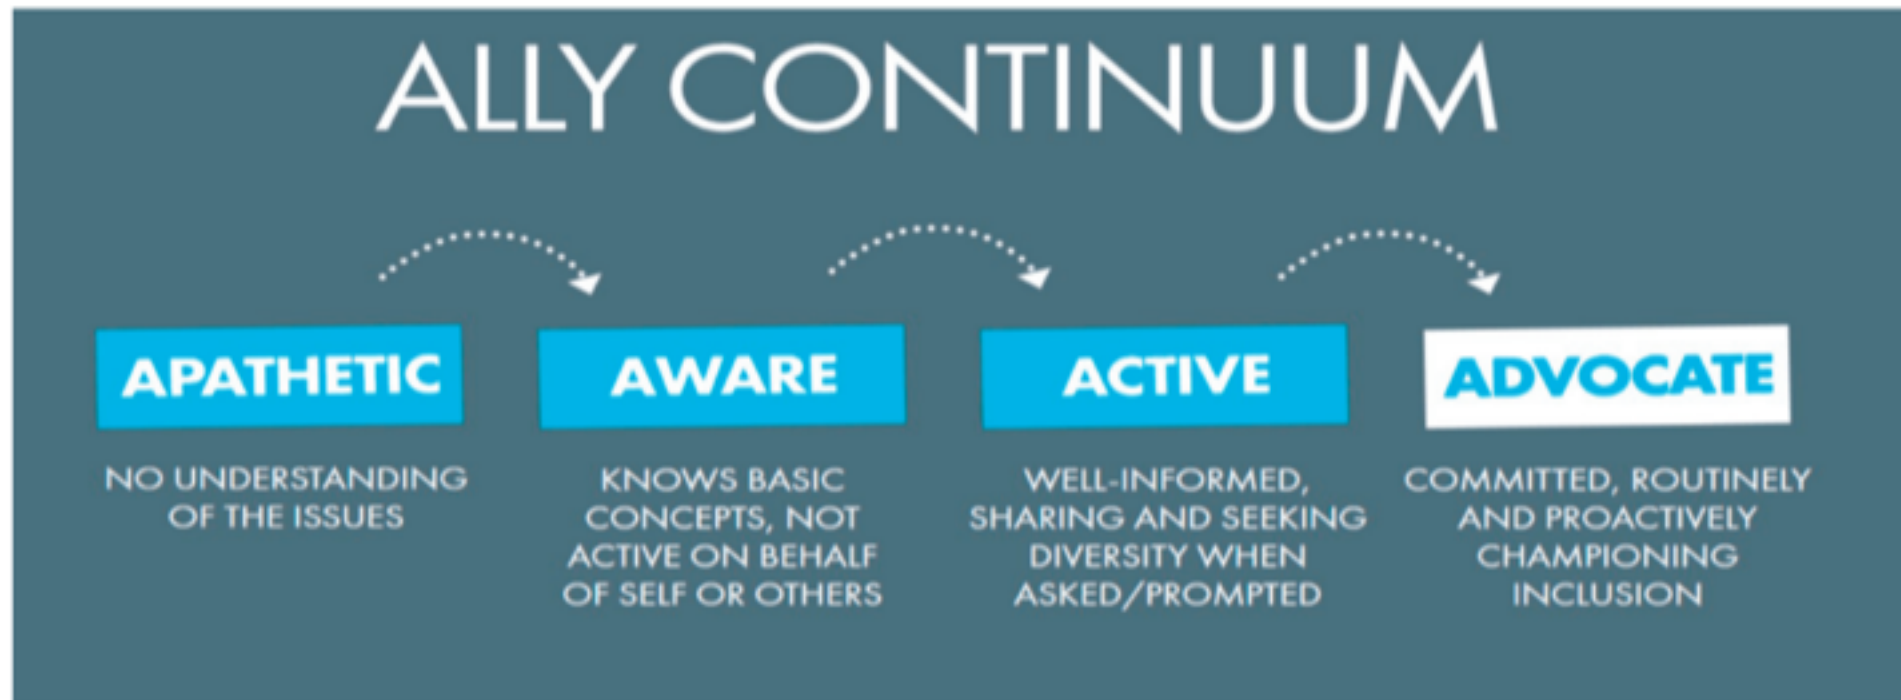 ALLY CONTINUUM
APATHETIC
NO UNDERSTANDING
OF THE ISSUES
AWARE
KNOWS BASIC
CONCEPTS, NOT
ACTIVE ON BEHALF
OF SELF OR OTHERS
ACTIVE
WELL-INFORMED,
SHARING AND SEEKING
DIVERSITY WHEN
ASKED/PROMPTED
ADVOCATE
COMMITTED, ROUTINELY
AND PROACTIVELY
CHAMPIONING
INCLUSION